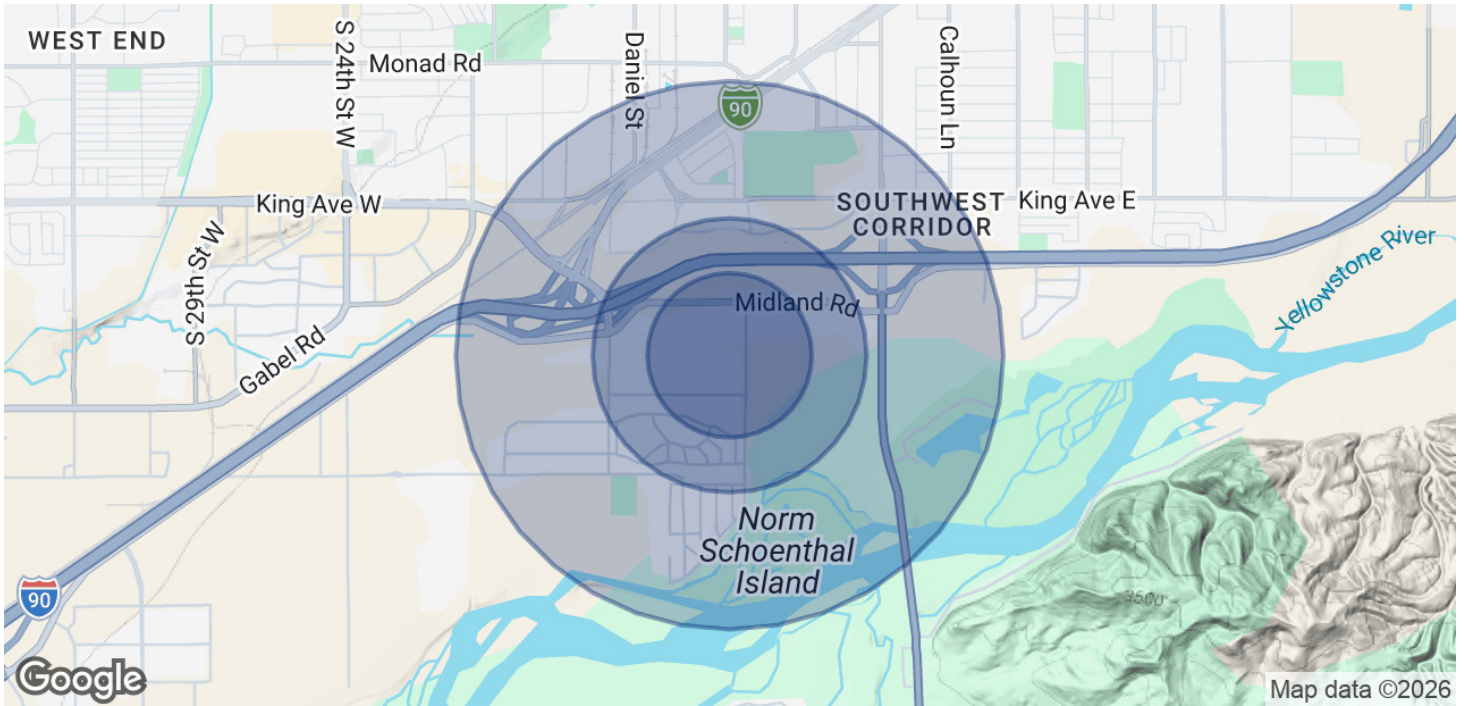 WEST END
S 24th St W
Monad Rd
Daniel St
Calhoun Ln
90
King Ave W
SOUTHWEST
CORRIDOR
King Ave E
S 29th St W
Yellowstone River
Midland Rd
Gabel Rd
Norm
Schoenthal
Island
90
3500
Google
Map data ©2026